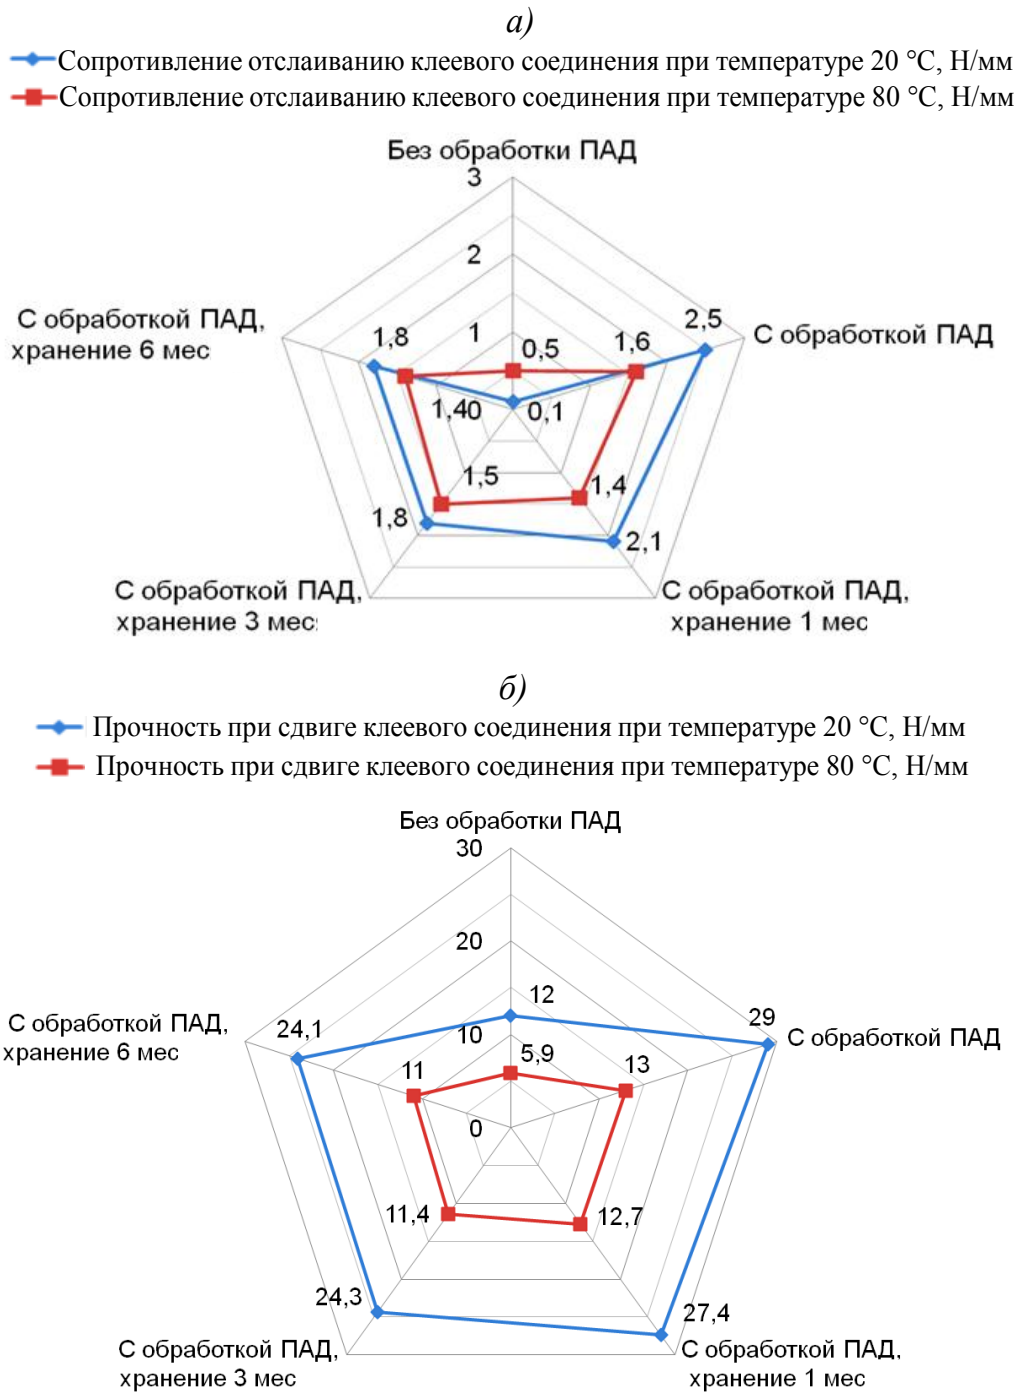 а)
Сопротивление отслаиванию клеевого соединения при температуре 20 °С, Н/мм
Сопротивление отслаиванию клеевого соединения при температуре 80 °С, Н/мм
Без обработки ПАД
3
2
1
0
0,5
0,1
2,5
1,6
С обработкой ПАД
1,4
2,1
С обработкой ПАД,
хранение 1 мес
1,5
1,8
С обработкой ПАД,
хранение 3 мес
1,8
1,4
С обработкой ПАД,
хранение 6 мес
б)
Прочность при сдвиге клеевого соединения при температуре 20 °С, Н/мм
Прочность при сдвиге клеевого соединения при температуре 80 °С, Н/мм
Без обработки ПАД
30
20
10
0
12
5,9
29
13
С обработкой ПАД
12,7
27,4
С обработкой ПАД,
хранение 1 мес
11,4
24,3
С обработкой ПАД,
хранение 3 мес
24,1
11
С обработкой ПАД,
хранение 6 мес